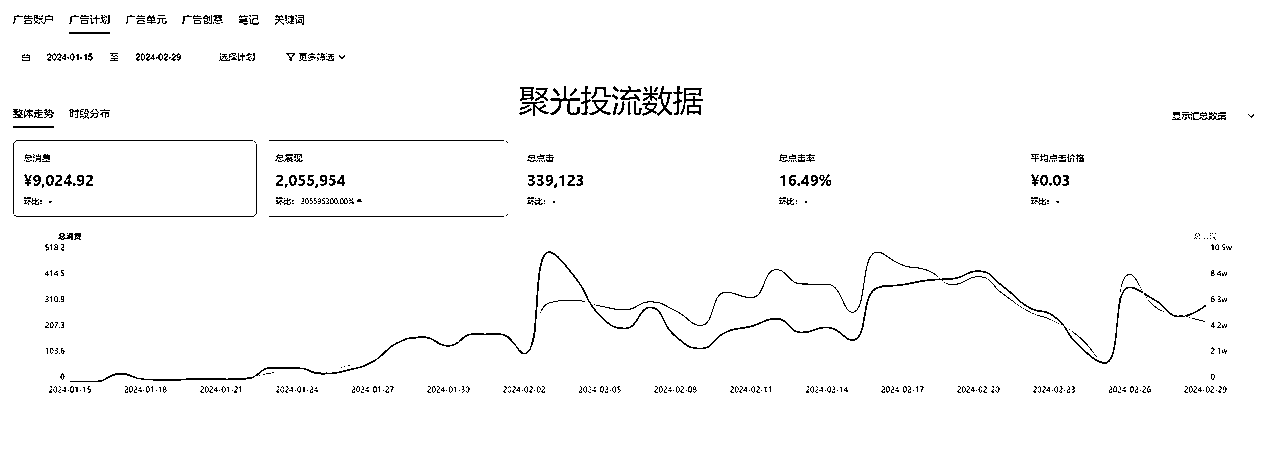 广告账户 广告计划 广告单元 广告创意 笔记 关键词
2024-01-15 至 2024-02-29 选择计划 更多筛选
聚光投流数据
整体走势 时段分布
显示汇总数据
总消费 总展现 总点击 总点击率 平均点击价格
¥9,024.92 2,055,954 339,123 16.49% ¥0.03
环比: - 环比: 305595300.00% 环比: - 环比: - 环比: -
总消费
518.2 10.5w
414.5 8.4w
310.9 6.3w
207.3 4.2w
103.6 2.1w
0 0
2024-01-15 2024-01-18 2024-01-21 2024-01-24 2024-01-27 2024-01-30 2024-02-02 2024-02-05 2024-02-08 2024-02-11 2024-02-14 2024-02-17 2024-02-20 2024-02-23 2024-02-26 2024-02-29